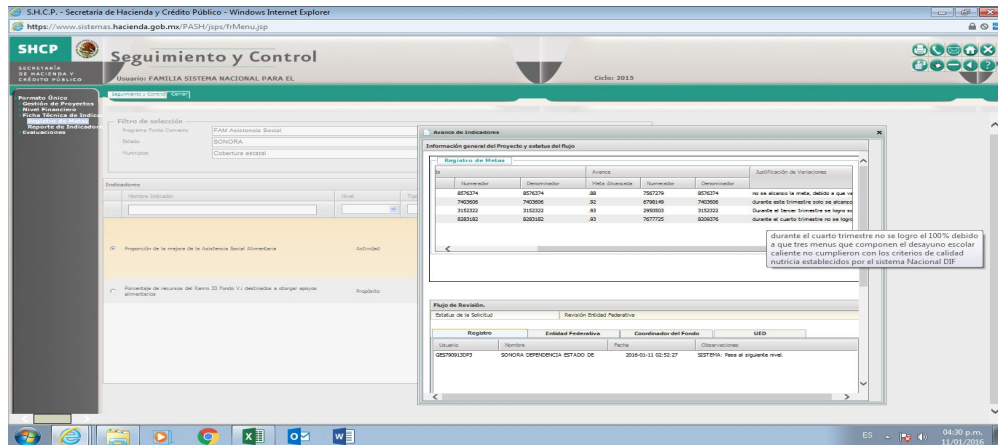 S.H.C.P. - Secretaria de Hacienda y Crédito Público - Windows Internet Explorer
https://www.sistemas.hacienda.gob.mx/PASH/jsps/frMenu.jsp
SHCP
SECRETARÍA
DE HACIENDA Y
CRÉDITO PÚBLICO
Seguimiento y Control
Usuario: FAMILIA SISTEMA NACIONAL PARA EL
Ciclo: 2015
Seguimiento y Control
Cerrar
Formato Único
Gestión de Proyectos
Nivel Financiero
Ficha Técnica de Indica
Registro de Metas
Reporte de Indicador
Evaluaciones
Filtro de selección
Programa Fondo Convenio
FAM Asistencia Social
Estado
SONORA
Municipios
Cobertura estatal
Indicadores
Nombre Indicador
Nivel
Tipo
Proporción de la mejora de la Asistencia Social Alimentaria
Actividad
Porcentaje de recursos del Ramo 33 Fondo V.i destinados a otorgar apoyos
alimentarios
Propósito
Avance de Indicadores
Información general del Proyecto y estatus del flujo
Registro de Metas
Avance
Justificación de Variaciones
Numerador Denominador Meta Alcanzada Numerador Denominador
8576374 8576374 .88 7567279 8576374 no se alcanzo la meta, debido a que va
7403606 7403606 .92 6798149 7403606 durante este trimestre solo se alcanzo
3152322 3152322 .93 2950503 3152322 Durante el tercer trimestre se logro so
8283182 8283182 .93 7677725 8208376 durante el cuarto trimestre no se logro
durante el cuarto trimestre no se logro el 100% debido
a que tres menus que componen el desayuno escolar
caliente no cumplieron con los criterios de calidad
nutricia establecidos por el sistema Nacional DIF
Flujo de Revisión.
Estatus de la Solicitud
Revisión Entidad Federativa
Registro Entidad Federativa Coordinador del Fondo UED
Usuario Nombre Fecha Observaciones
GES790913DP3 SONORA DEPENDENCIA ESTADO DE 2016-01-11 02:52:27 SISTEMA: Pasa al siguiente nivel.
ES
04:30 p.m.
11/01/2016